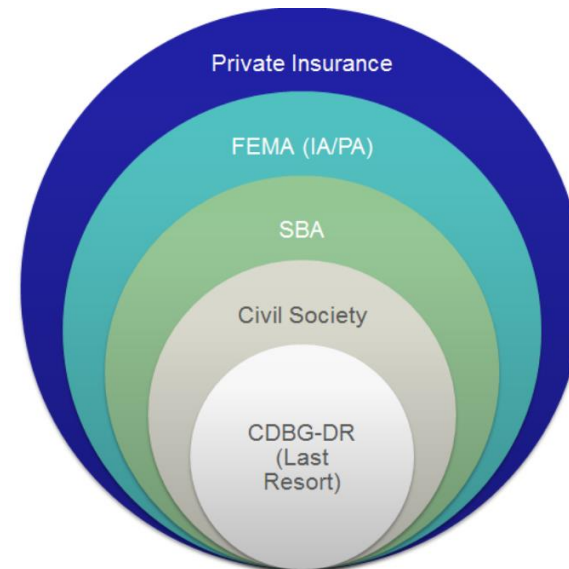 Private Insurance
FEMA (IA/PA)
SBA
Civil Society
CDBG-DR
(Last
Resort)